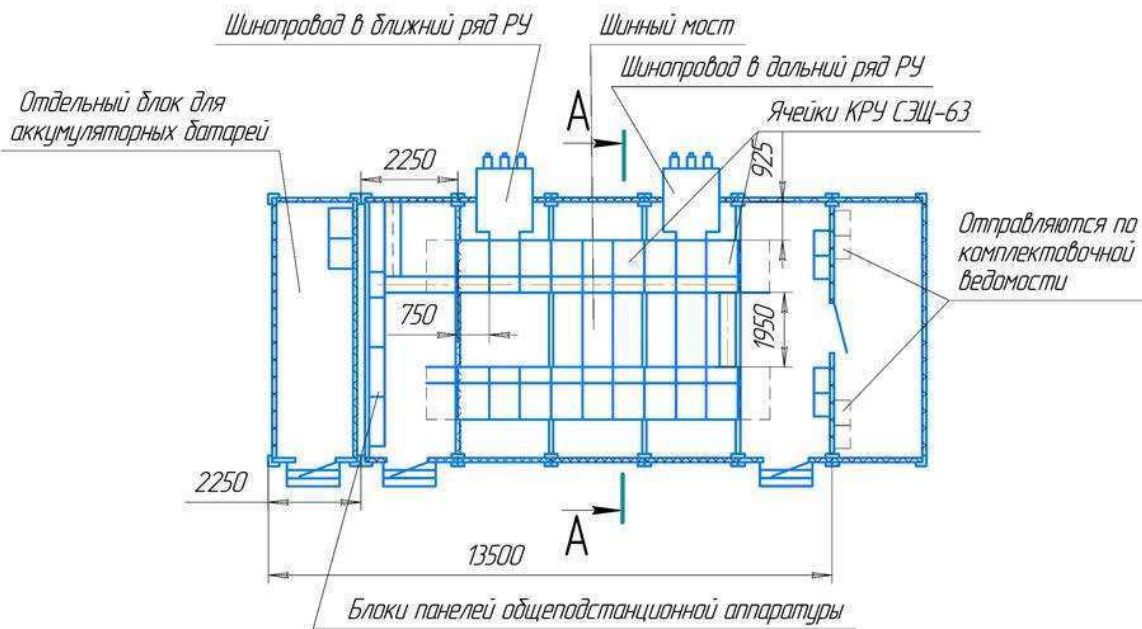 Шинопровод в ближний ряд РУ
Шинный мост
Шинопровод в дальний ряд РУ
Отдельный блок для
аккумуляторных батарей
А
Ячейки КРУ СЭЩ-63
2250
925
Отправляются по
комплектовочной
ведомости
750
1950
2250
А
13500
Блоки панелей общеподстанционной аппаратуры